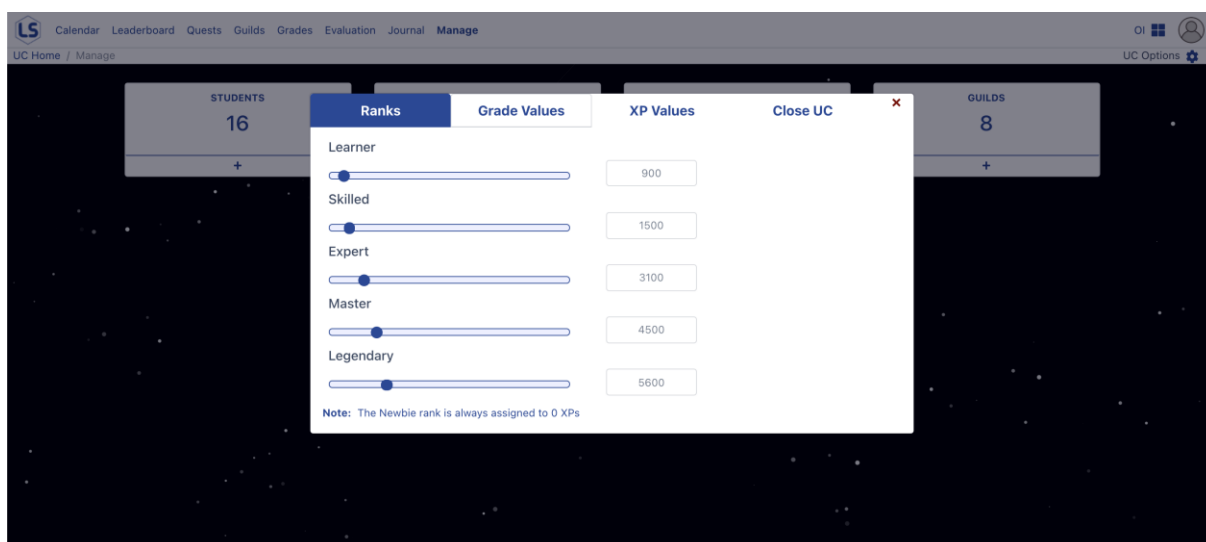 LS Calendar Leaderboard Quests Guilds Grades Evaluation Journal Manage OI
UC Home / Manage UC Options
STUDENTS GUILDS
16 8
+ +
Ranks Grade Values XP Values Close UC ×
Learner
900
Skilled
1500
Expert
3100
Master
4500
Legendary
5600
Note: The Newbie rank is always assigned to 0 XPs